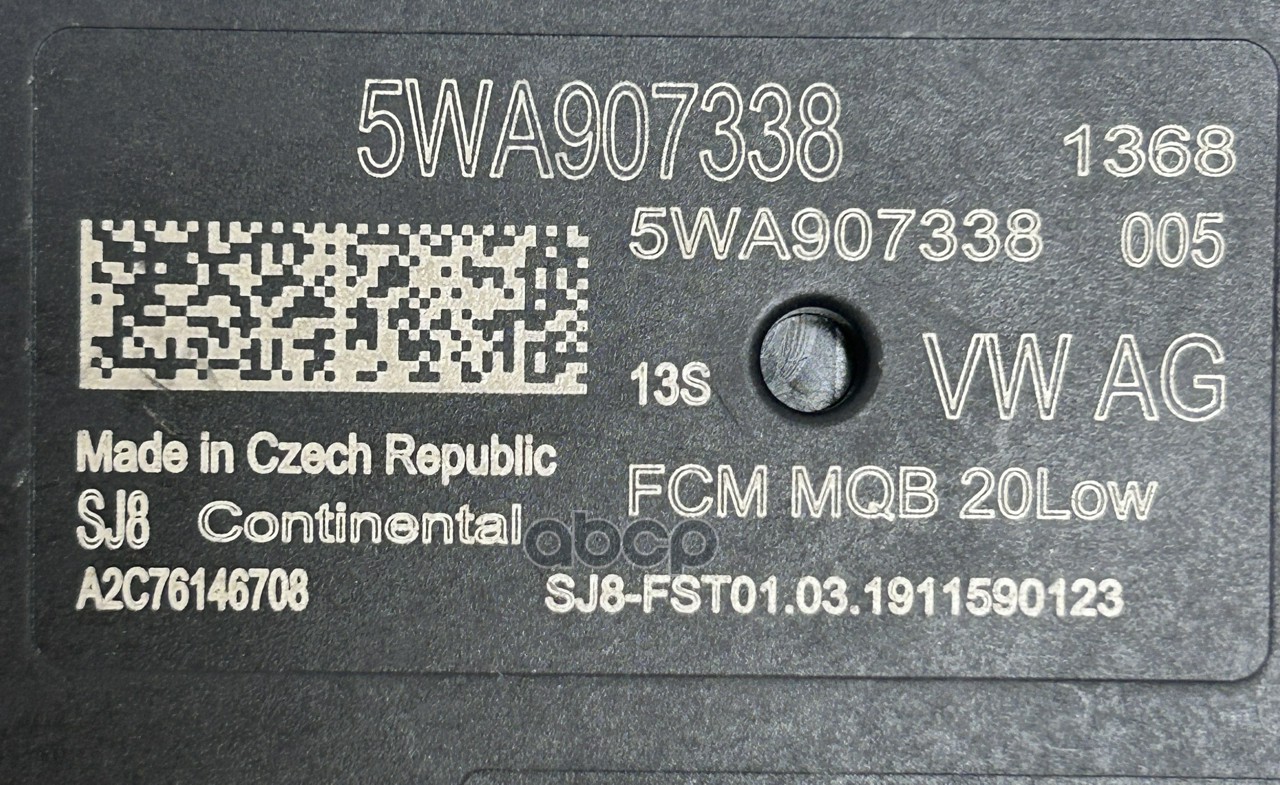 5WA907338
1368
5WA907338 005
13S
VW AG
Made in Czech Republic
FCM MQB 20Low
SJ8 Continental
abcp
A2C76146708
SJ8-FST01.03.1911590123